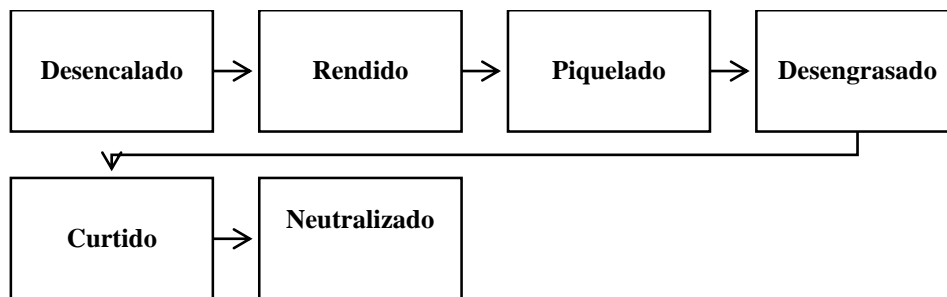 Desencalado
Rendido
Piquelado
Desengrasado
Curtido
Neutralizado